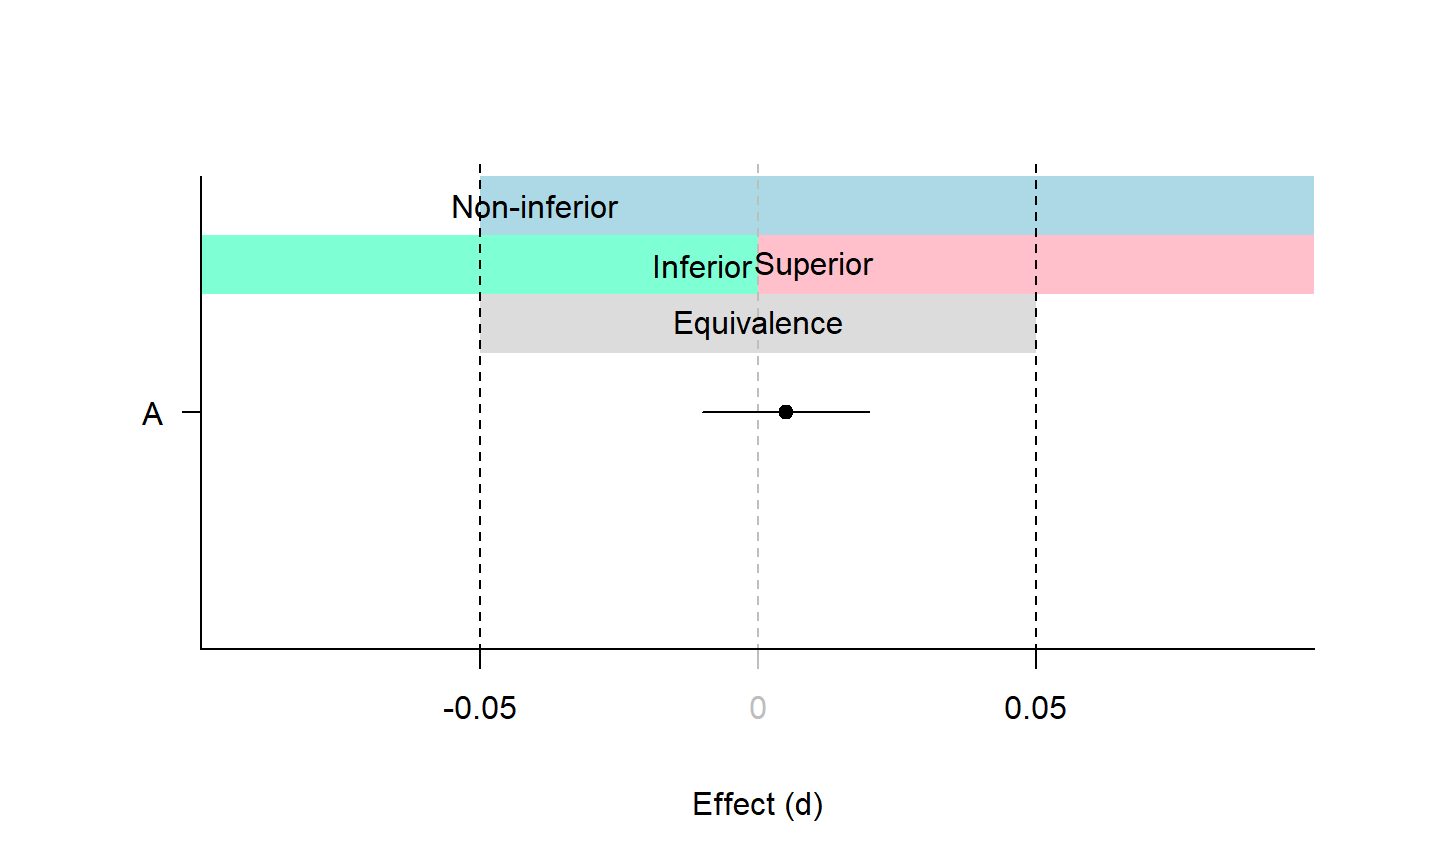 Non-inferior
Inferior Superior
Equivalence
A
-0.05 0 0.05
Effect (d)